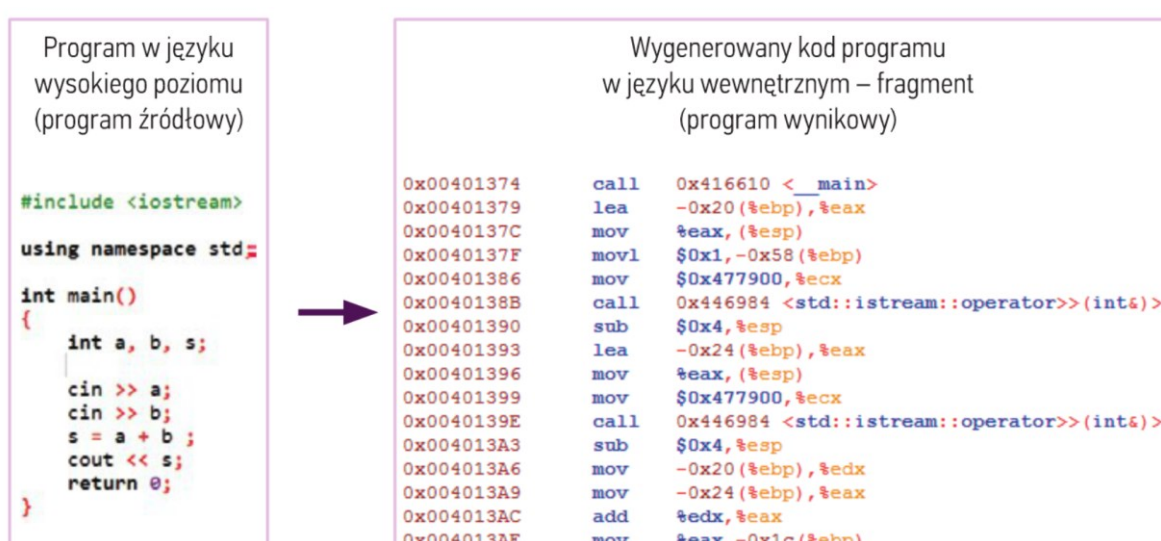 Program w języku
wysokiego poziomu
(program źródłowy)
#include <iostream>
using namespace std;
int main()
{
int a, b, s;
cin >> a;
cin >> b;
s = a + b ;
cout << s;
return 0;
}
Wygenerowany kod programu
w języku wewnętrznym – fragment
(program wynikowy)
0x00401374 call 0x416610 <__main>
0x00401379 lea -0x20(%ebp),%eax
0x0040137C mov %eax,(%esp)
0x0040137F movl $0x1,-0x58(%ebp)
0x00401386 mov $0x477900,%ecx
0x0040138B call 0x446984 <std::istream::operator>>(int&)>
0x00401390 sub $0x4,%esp
0x00401393 lea -0x24(%ebp),%eax
0x00401396 mov %eax,(%esp)
0x00401399 mov $0x477900,%ecx
0x0040139E call 0x446984 <std::istream::operator>>(int&)>
0x004013A3 sub $0x4,%esp
0x004013A6 mov -0x20(%ebp),%edx
0x004013A9 mov -0x24(%ebp),%eax
0x004013AC add %edx,%eax
0x004013AE mov %eax,-0x1c(%ebp)